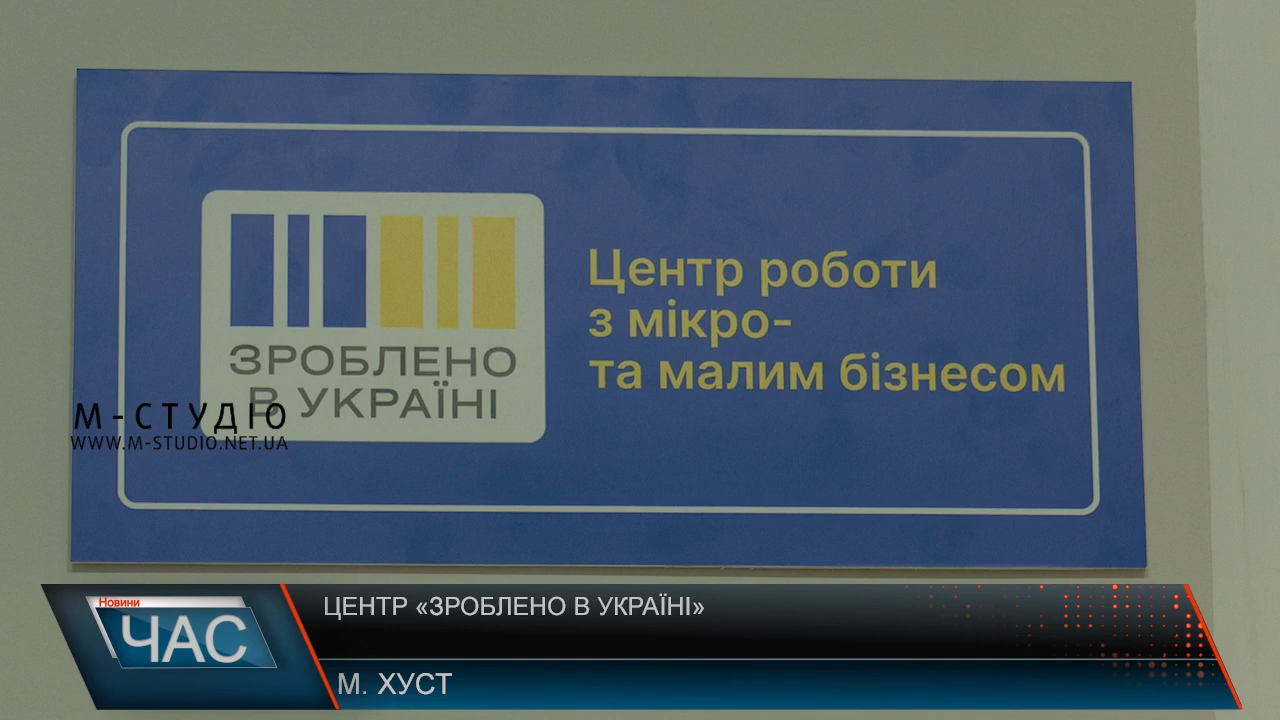 ЗРОБЛЕНО
В УКРАЇНІ
Центр роботи
з мікро-
та малим бізнесом
М-СТУДІО
WWW.M-STUDIO.NET.UA
Новини
ЧАС
ЦЕНТР «ЗРОБЛЕНО В УКРАЇНІ»
М. ХУСТ